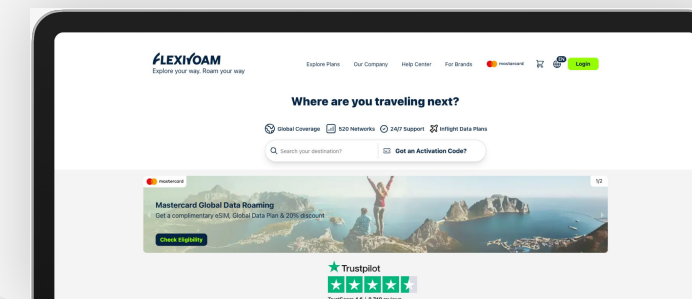 FLEXIROAM
Explore your way. Roam your way
Explore Plans Our Company Help Center For Brands mastercard EN Login
Where are you traveling next?
Global Coverage 520 Networks 24/7 Support Inflight Data Plans
Search your destination? Got an Activation Code?
mastercard 1/2
Mastercard Global Data Roaming
Get a complimentary eSIM, Global Data Plan & 20% discount
Check Eligibility
Trustpilot